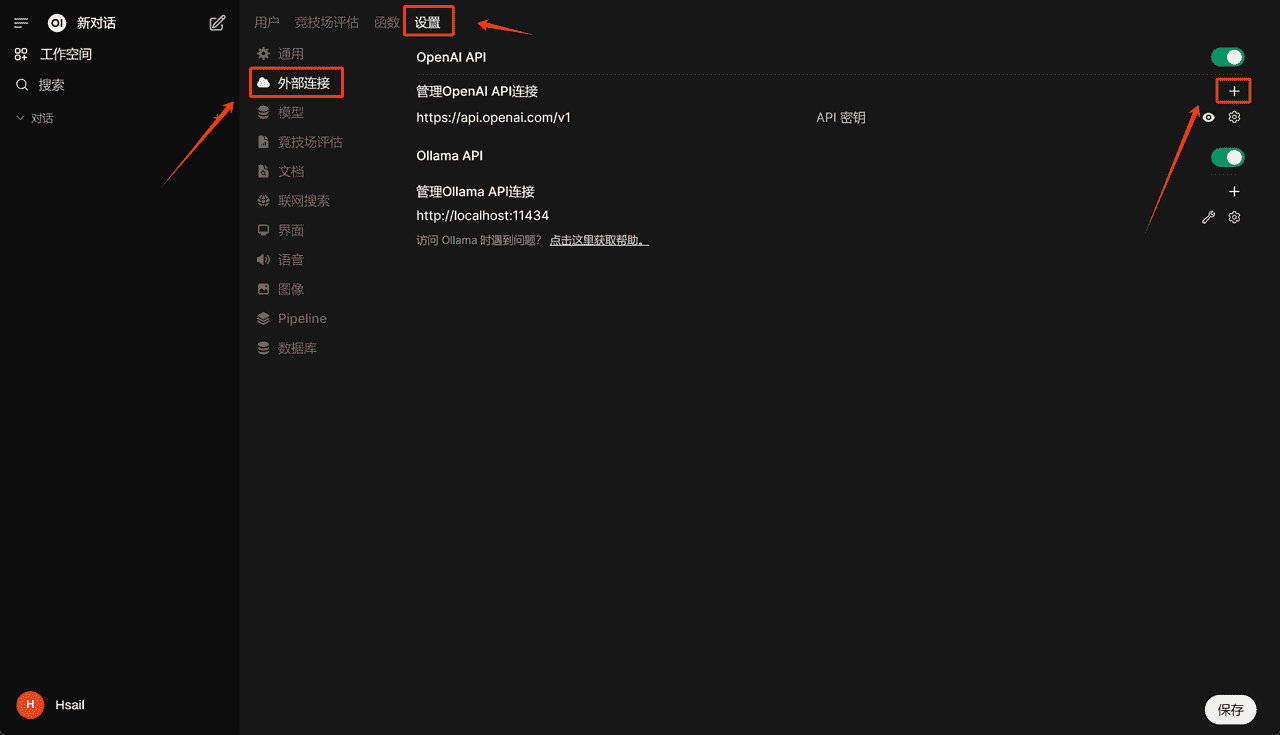 OI 新对话
工作空间
搜索
对话
H Hsail
用户 竞技场评估 函数 设置
通用
外部连接
模型
竞技场评估
文档
联网搜索
界面
语音
图像
Pipeline
数据库
OpenAI API
管理OpenAI API连接
https://api.openai.com/v1 API 密钥
Ollama API
管理Ollama API连接
http://localhost:11434
访问 Ollama 时遇到问题? 点击这里获取帮助。
保存